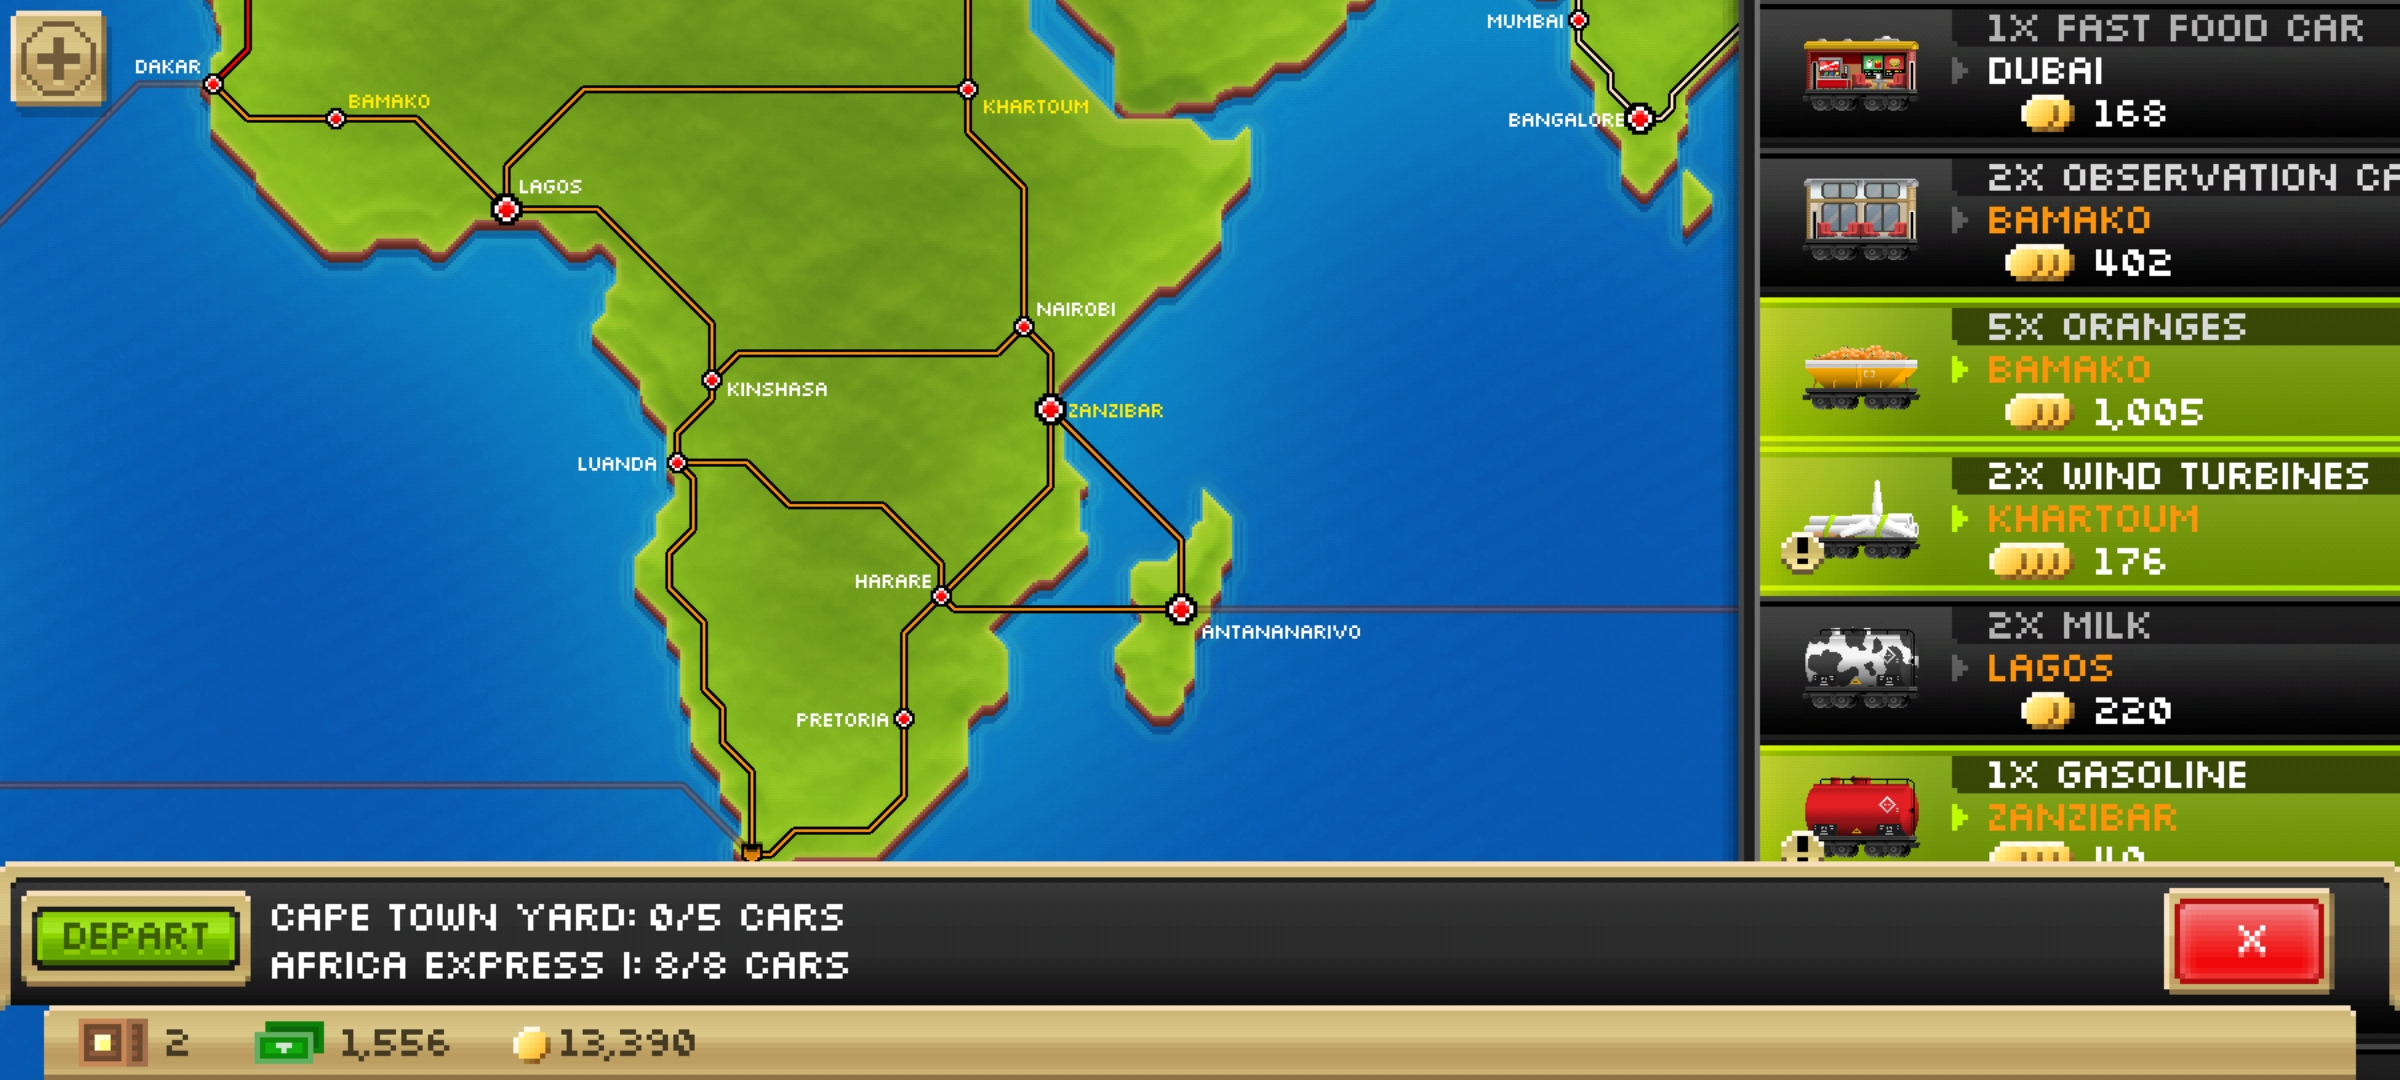 DAKAR
BAMAKO
LAGOS
KHARTOUM
MUMBAI
BANGALORE
NAIROBI
KINSHASA
ZANZIBAR
LUANDA
HARARE
ANTANANARIVO
PRETORIA
1X FAST FOOD CAR
DUBAI
168
2X OBSERVATION CA
BAMAKO
402
5X ORANGES
BAMAKO
1,005
2X WIND TURBINES
KHARTOUM
176
2X MILK
LAGOS
220
1X GASOLINE
ZANZIBAR
40
DEPART
CAPE TOWN YARD: 0/5 CARS
AFRICA EXPRESS I: 8/8 CARS
X
2
1,556
13,390